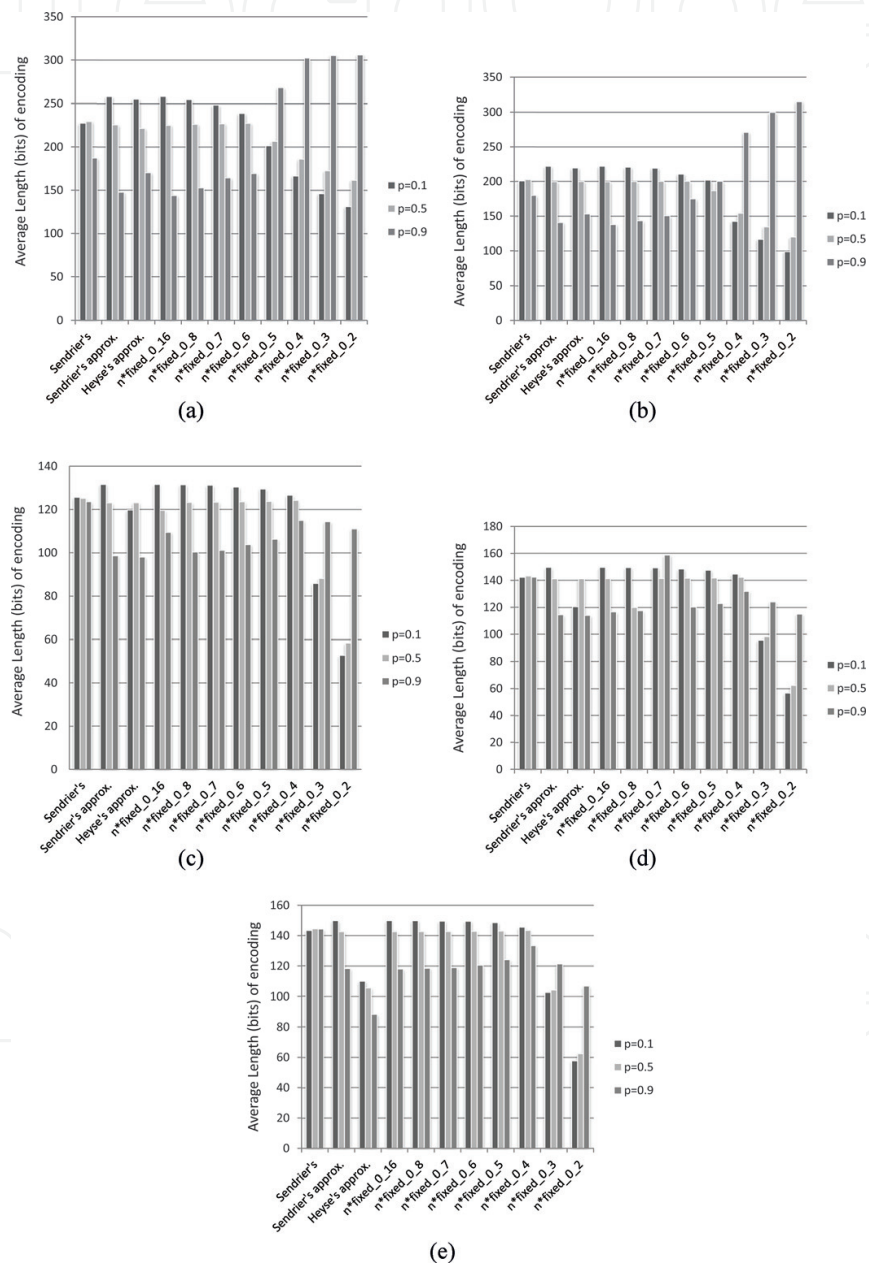 350
300
250
200
150
100
50
0
Average Length (bits) of encoding
Sendrier's
Sendrier's approx.
Heyse's approx.
n*fixed_0_16
n*fixed_0_8
n*fixed_0_7
n*fixed_0_6
n*fixed_0_5
n*fixed_0_4
n*fixed_0_3
n*fixed_0_2
p=0.1
p=0.5
p=0.9
(a)
350
300
250
200
150
100
50
0
Average Length (bits) of encoding
Sendrier's
Sendrier's approx.
Heyse's approx.
n*fixed_0_16
n*fixed_0_8
n*fixed_0_7
n*fixed_0_6
n*fixed_0_5
n*fixed_0_4
n*fixed_0_3
n*fixed_0_2
p=0.1
p=0.5
p=0.9
(b)
140
120
100
80
60
40
20
0
Average Length (bits) of encoding
Sendrier's
Sendrier's approx.
Heyse's approx.
n*fixed_0_16
n*fixed_0_8
n*fixed_0_7
n*fixed_0_6
n*fixed_0_5
n*fixed_0_4
n*fixed_0_3
n*fixed_0_2
p=0.1
p=0.5
p=0.9
(c)
180
160
140
120
100
80
60
40
20
0
Average Length (bits) of encoding
Sendrier's
Sendrier's approx.
Heyse's approx.
n*fixed_0_16
n*fixed_0_8
n*fixed_0_7
n*fixed_0_6
n*fixed_0_5
n*fixed_0_4
n*fixed_0_3
n*fixed_0_2
p=0.1
p=0.5
p=0.9
(d)
160
140
120
100
80
60
40
20
0
Average Length (bits) of encoding
Sendrier's
Sendrier's approx.
Heyse's approx.
n*fixed_0_16
n*fixed_0_8
n*fixed_0_7
n*fixed_0_6
n*fixed_0_5
n*fixed_0_4
n*fixed_0_3
n*fixed_0_2
p=0.1
p=0.5
p=0.9
(e)